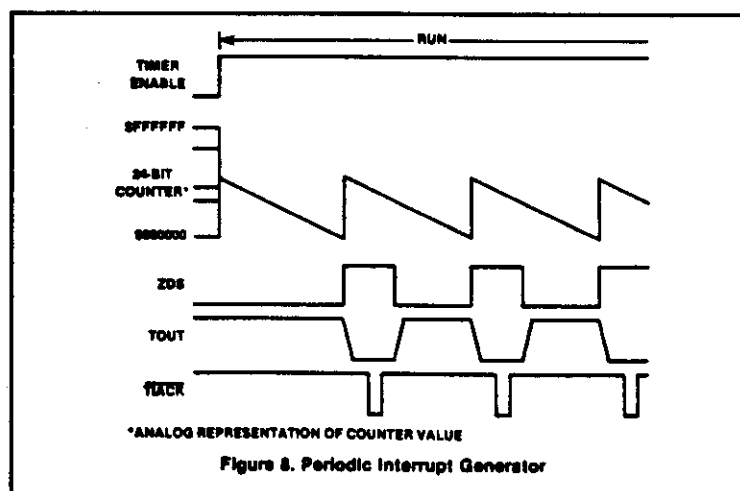 RUN
TIMER
ENABLE
$FFFFFF
24-BIT
COUNTER*
$000000
ZDS
TOUT
TIACK
*ANALOG REPRESENTATION OF COUNTER VALUE
Figure 8. Periodic Interrupt Generator